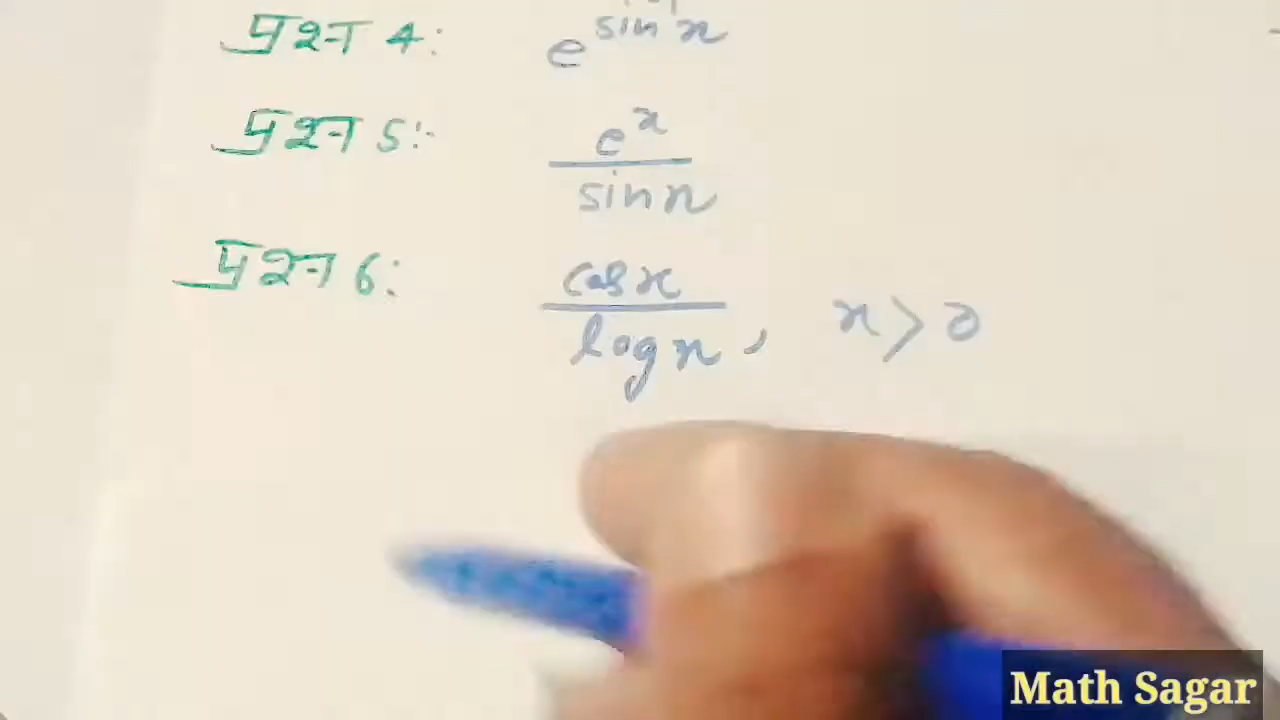 प्रश्न 4: e^sin x
प्रश्न 5:- e^x / sin x
प्रश्न 6: cos x / log x, x > 0
Math Sagar